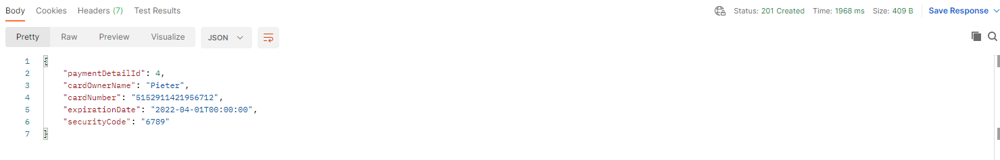 Body Cookies Headers (7) Test Results Status: 201 Created Time: 1968 ms Size: 409 B Save Response
Pretty Raw Preview Visualize JSON
1 {
2 "paymentDetailId": 4,
3 "cardOwnerName": "Pieter",
4 "cardNumber": "5152911421956712",
5 "expirationDate": "2022-04-01T00:00:00",
6 "securityCode": "6789"
7 }